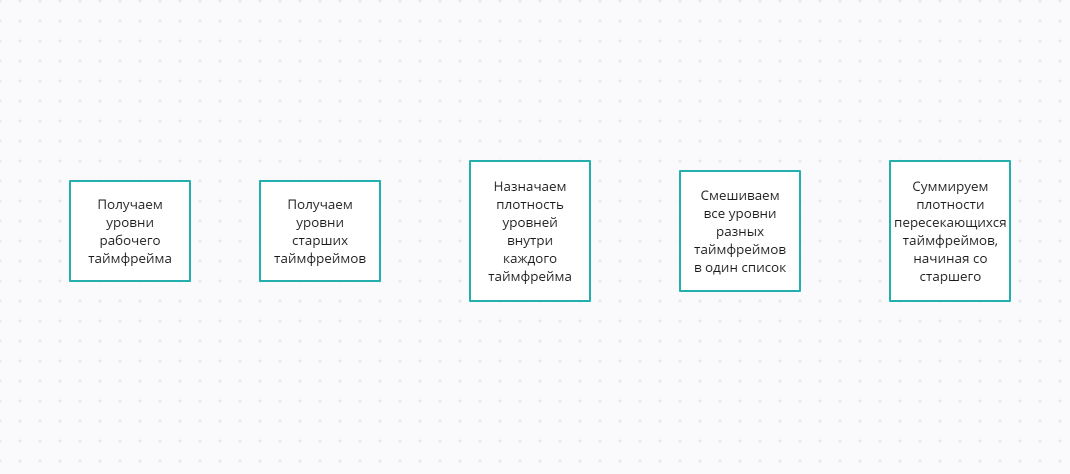 Получаем
уровни
рабочего
таймфрейма
Получаем
уровни
старших
таймфреймов
Назначаем
плотность
уровней
внутри
каждого
таймфрейма
Смешиваем
все уровни
разных
таймфреймов
в один список
Суммируем
плотности
пересекающихся
таймфреймов,
начиная со
старшего